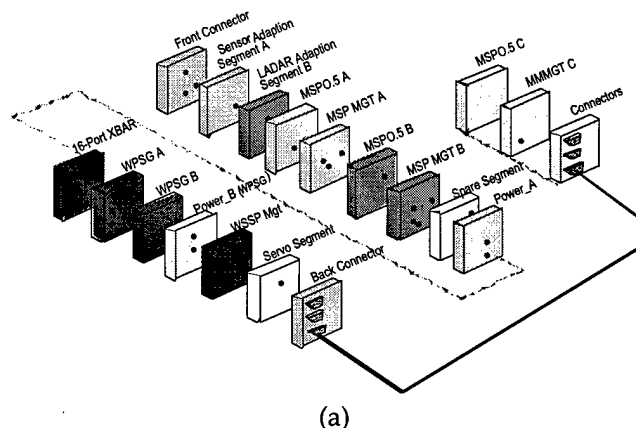 Front Connector
Sensor Adaption
Segment A
LADAR Adaption
Segment B
MSPO.5 A
MSP MGT A
MSPO.5 B
MSP MGT B
Spare Segment
Power_A
MSPO.5 C
MMMGT C
Connectors
16-Port XBAR
WPSG A
WPSG B
Power_B (WPSG)
WSSP Mgt
Servo Segment
Back Connector
(a)